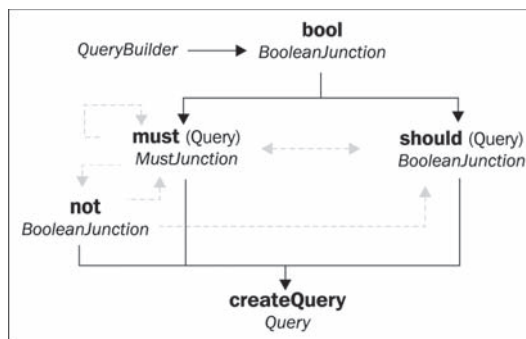 bool
QueryBuilder
BooleanJunction
must (Query)
MustJunction
should (Query)
BooleanJunction
not
BooleanJunction
createQuery
Query